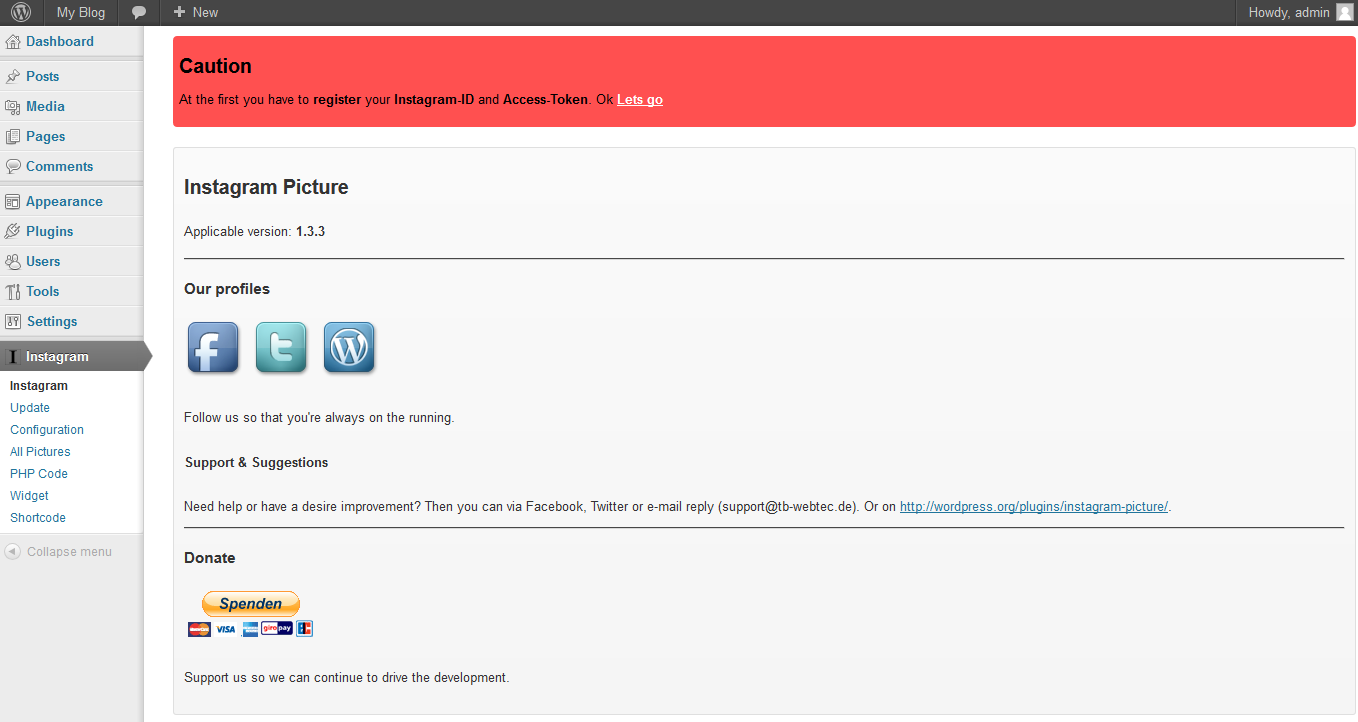 My Blog
New
Howdy, admin
Dashboard
Posts
Media
Pages
Comments
Appearance
Plugins
Users
Tools
Settings
Instagram
Instagram
Update
Configuration
All Pictures
PHP Code
Widget
Shortcode
Collapse menu
Caution
At the first you have to register your Instagram-ID and Access-Token. Ok Lets go
Instagram Picture
Applicable version: 1.3.3
Our profiles
Follow us so that you're always on the running.
Support & Suggestions
Need help or have a desire improvement? Then you can via Facebook, Twitter or e-mail reply (support@tb-webtec.de). Or on http://wordpress.org/plugins/instagram-picture/.
Donate
Spenden
VISA
giropay
Support us so we can continue to drive the development.